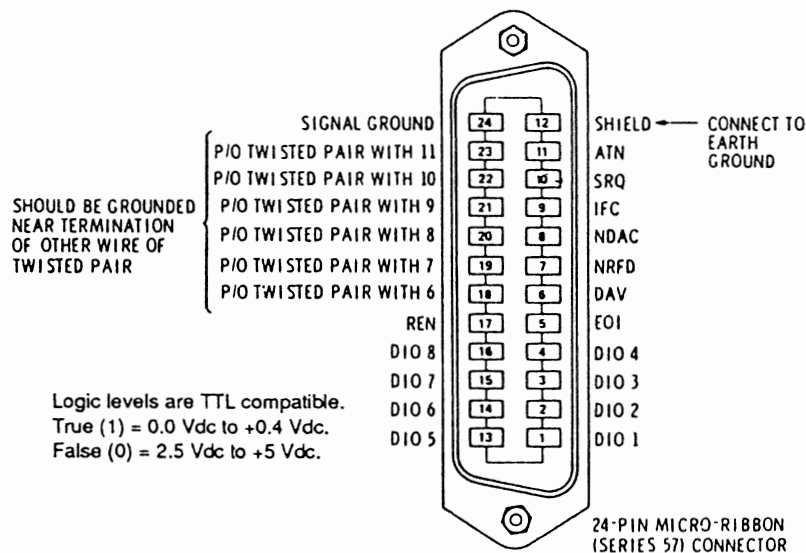 SIGNAL GROUND 24 12 SHIELD CONNECT TO EARTH GROUND
P/O TWISTED PAIR WITH 11 23 11 ATN
P/O TWISTED PAIR WITH 10 22 10 SRQ
P/O TWISTED PAIR WITH 9 21 9 IFC
P/O TWISTED PAIR WITH 8 20 8 NDAC
P/O TWISTED PAIR WITH 7 19 7 NRFD
P/O TWISTED PAIR WITH 6 18 6 DAV
SHOULD BE GROUNDED
NEAR TERMINATION
OF OTHER WIRE OF
TWISTED PAIR
REN 17 5 EOI
DIO 8 16 4 DIO 4
DIO 7 15 3 DIO 3
DIO 6 14 2 DIO 2
DIO 5 13 1 DIO 1
Logic levels are TTL compatible.
True (1) = 0.0 Vdc to +0.4 Vdc.
False (0) = 2.5 Vdc to +5 Vdc.
24-PIN MICRO-RIBBON
(SERIES 57) CONNECTOR